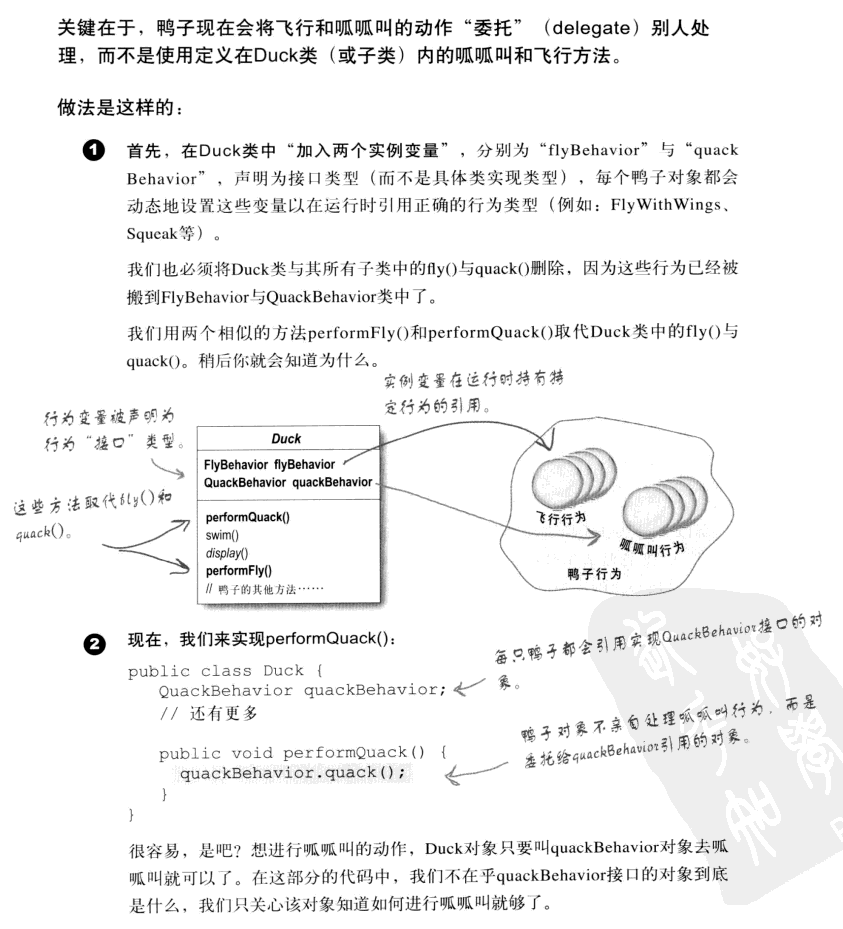 关键在于，鸭子现在会将飞行和呱呱叫的动作“委托”（delegate）别人处
理，而不是使用定义在Duck类（或子类）内的呱呱叫和飞行方法。
做法是这样的：
1 首先，在Duck类中“加入两个实例变量”，分别为“flyBehavior”与“quack
Behavior”，声明为接口类型（而不是具体类实现类型），每个鸭子对象都会
动态地设置这些变量以在运行时引用正确的行为类型（例如：FlyWithWings、
Squeak等）。
我们也必须将Duck类与其所有子类中的fly()与quack()删除，因为这些行为已经被
搬到FlyBehavior与QuackBehavior类中了。
我们用两个相似的方法performFly()和performQuack()取代Duck类中的fly()与
quack()。稍后你就会知道为什么。
实例变量在运行时持有特
定行为的引用。
行为变量被声明为
行为“接口”类型。
这些方法取代fly()和
quack()。
Duck
FlyBehavior flyBehavior
QuackBehavior quackBehavior
performQuack()
swim()
display()
performFly()
// 鸭子的其他方法……
飞行行为
呱呱叫行为
鸭子行为
2 现在，我们来实现performQuack()：
public class Duck {
QuackBehavior quackBehavior;
// 还有更多
public void performQuack() {
quackBehavior.quack();
}
}
每只鸭子都会引用实现QuackBehavior接口的对
象。
鸭子对象不亲自处理呱呱叫行为，而是
委托给quackBehavior引用的对象。
很容易，是吧？想进行呱呱叫的动作，Duck对象只要叫quackBehavior对象去呱
呱叫就可以了。在这部分的代码中，我们不在乎quackBehavior接口的对象到底
是什么，我们只关心该对象知道如何进行呱呱叫就够了。